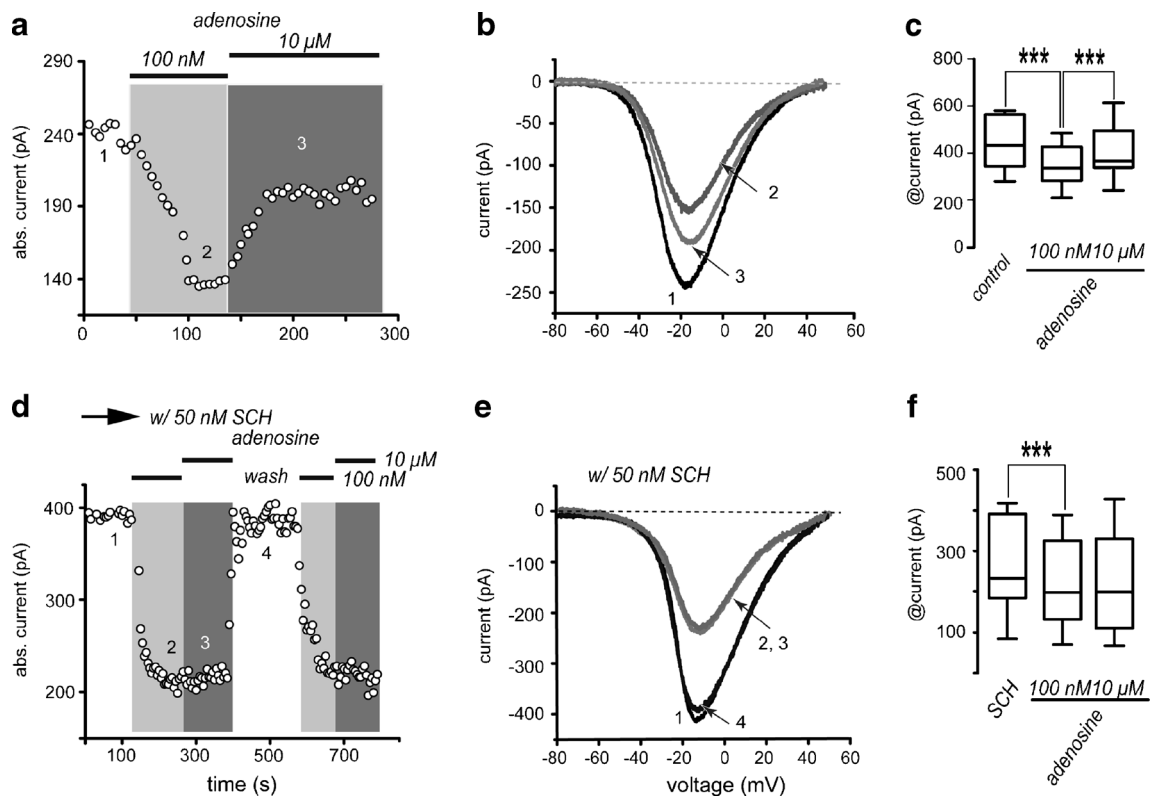 a
adenosine
100 nM
10 µM
abs. current (pA)
290
240
190
140
0
100
200
300
1
2
3
b
current (pA)
0
-50
-100
-150
-200
-250
-80
-60
-40
-20
0
20
40
60
2
3
1
c
@current (pA)
800
600
400
200
0
***
***
control
100 nM 10 µM
adenosine
d
w/ 50 nM SCH
adenosine
wash
10 µM
100 nM
abs. current (pA)
400
300
200
1
2
3
4
100
300
500
700
time (s)
e
w/ 50 nM SCH
current (pA)
0
-100
-200
-300
-400
2, 3
1
4
-80
-60
-40
-20
0
20
40
60
voltage (mV)
f
@current (pA)
500
300
100
***
SCH
100 nM 10 µM
adenosine